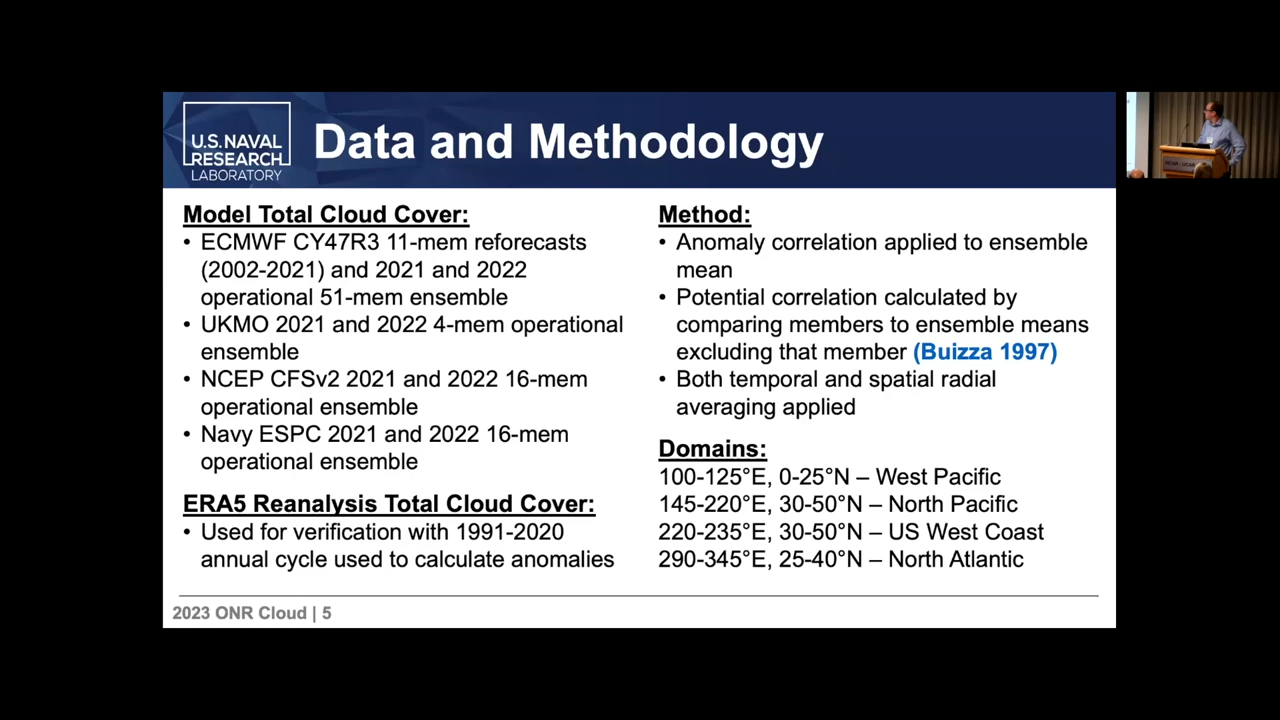 U.S. NAVAL
RESEARCH
LABORATORY
Data and Methodology
Model Total Cloud Cover:
• ECMWF CY47R3 11-mem reforecasts
(2002-2021) and 2021 and 2022
operational 51-mem ensemble
• UKMO 2021 and 2022 4-mem operational
ensemble
• NCEP CFSv2 2021 and 2022 16-mem
operational ensemble
• Navy ESPC 2021 and 2022 16-mem
operational ensemble
ERA5 Reanalysis Total Cloud Cover:
• Used for verification with 1991-2020
annual cycle used to calculate anomalies
Method:
• Anomaly correlation applied to ensemble
mean
• Potential correlation calculated by
comparing members to ensemble means
excluding that member (Buizza 1997)
• Both temporal and spatial radial
averaging applied
Domains:
100-125°E, 0-25°N – West Pacific
145-220°E, 30-50°N – North Pacific
220-235°E, 30-50°N – US West Coast
290-345°E, 25-40°N – North Atlantic
2023 ONR Cloud | 5